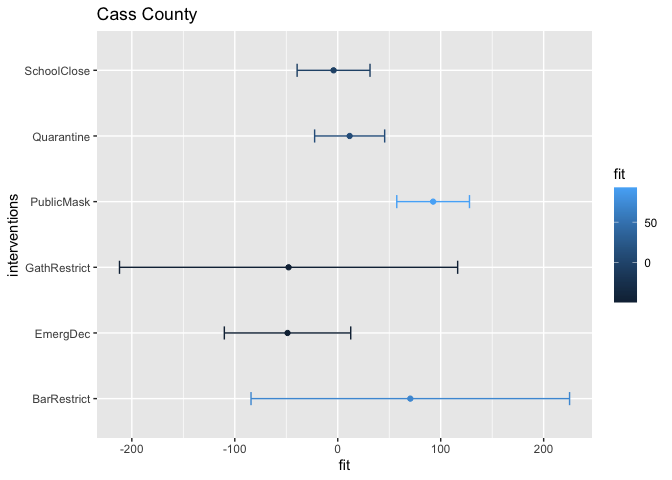 Cass County
SchoolClose
Quarantine
PublicMask
GathRestrict
EmergDec
BarRestrict
interventions
-200
-100
0
100
200
fit
fit
50
0